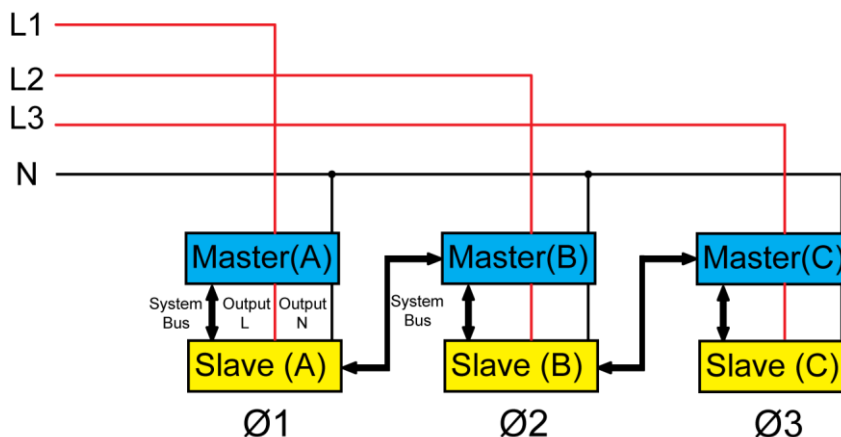 L1
L2
L3
N
Master(A)
Master(B)
Master(C)
System
Bus
Output
L
Output
N
System
Bus
Slave (A)
Slave (B)
Slave (C)
Ø1
Ø2
Ø3